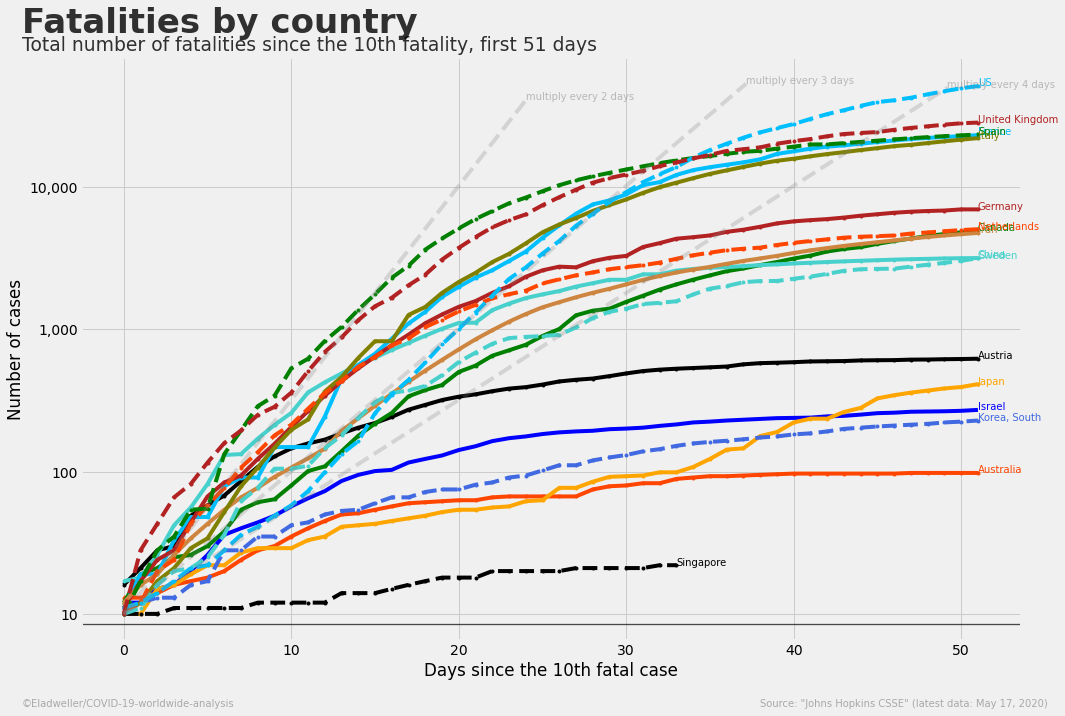 Fatalities by country
Total number of fatalities since the 10th fatality, first 51 days
multiply every 2 days
multiply every 3 days
multiply every 4 days
US
United Kingdom
Spain
Italy
Germany
Netherlands
Sweden
Austria
Japan
Israel
Korea, South
Australia
Singapore
10,000
1,000
100
10
Number of cases
0 10 20 30 40 50
Days since the 10th fatal case
©Eladweller/COVID-19-worldwide-analysis
Source: "Johns Hopkins CSSE" (latest data: May 17, 2020)